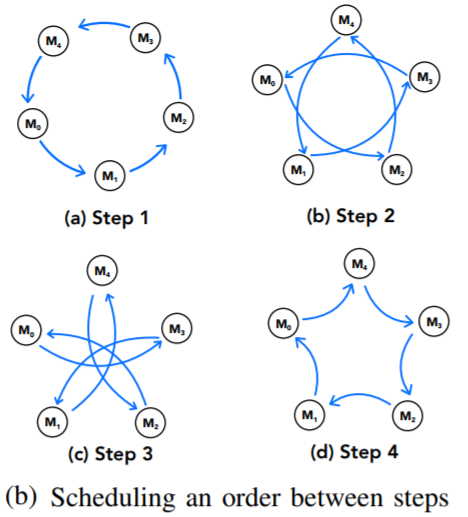 M₄ M₃
M₀ M₂
M₁
(a) Step 1
M₄
M₀ M₃
M₁ M₂
(b) Step 2
M₄
M₀ M₃
M₁ M₂
(c) Step 3
M₄
M₀ M₃
M₁ M₂
(d) Step 4
(b) Scheduling an order between steps